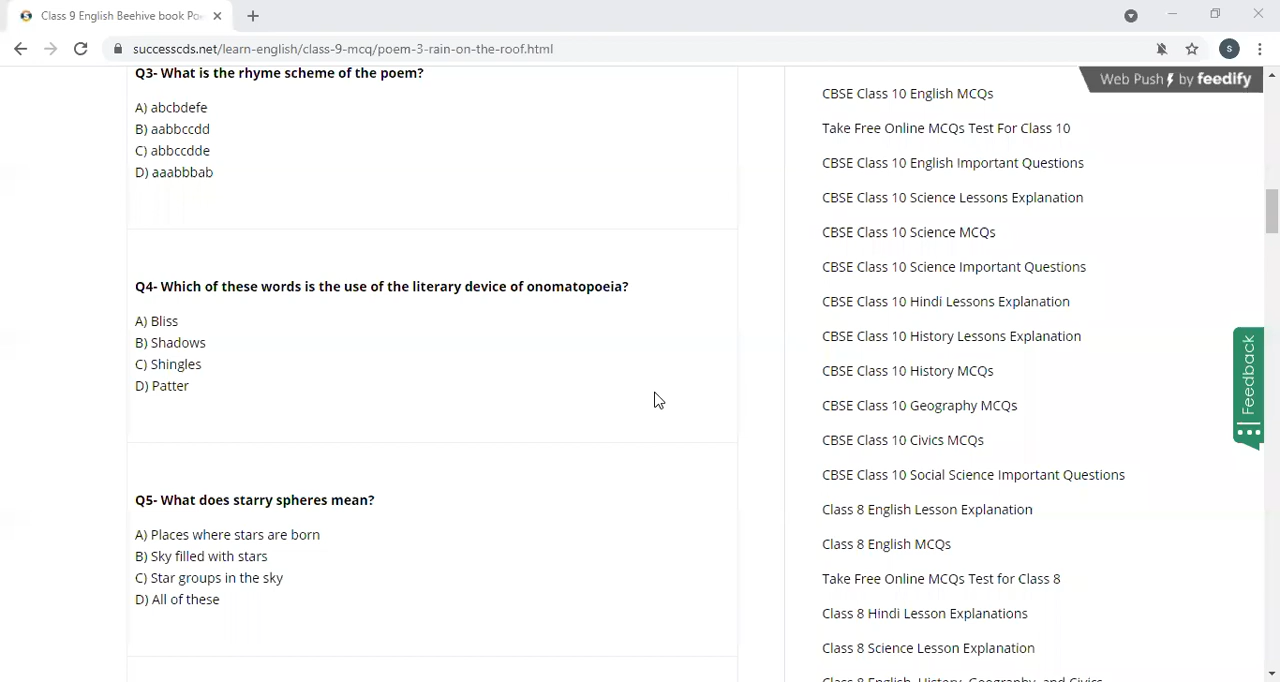 Class 9 English Beehive book Po
successcds.net/learn-english/class-9-mcq/poem-3-rain-on-the-roof.html
S
Web Push by feedify
Q3- What is the rhyme scheme of the poem?
A) abcbdefe
B) aabbccdd
C) abbccdde
D) aaabbbab
Q4- Which of these words is the use of the literary device of onomatopoeia?
A) Bliss
B) Shadows
C) Shingles
D) Patter
Q5- What does starry spheres mean?
A) Places where stars are born
B) Sky filled with stars
C) Star groups in the sky
D) All of these
CBSE Class 10 English MCQs
Take Free Online MCQs Test For Class 10
CBSE Class 10 English Important Questions
CBSE Class 10 Science Lessons Explanation
CBSE Class 10 Science MCQs
CBSE Class 10 Science Important Questions
CBSE Class 10 Hindi Lessons Explanation
CBSE Class 10 History Lessons Explanation
CBSE Class 10 History MCQs
CBSE Class 10 Geography MCQs
CBSE Class 10 Civics MCQs
CBSE Class 10 Social Science Important Questions
Class 8 English Lesson Explanation
Class 8 English MCQs
Take Free Online MCQs Test for Class 8
Class 8 Hindi Lesson Explanations
Class 8 Science Lesson Explanation
Class 8 English, History, Geography, and Civics
Feedback